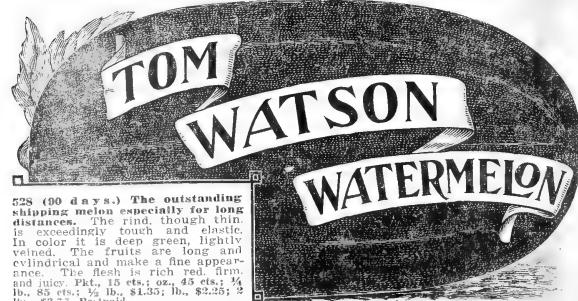 TOM
WATSON
WATERMELON
528 (90 days.) The outstanding
shipping melon especially for long
distances. The rind, though thin,
is exceedingly tough and elastic.
In color it is deep green, lightly
veined. The fruits are long and
cylindrical and make a fine appear-
ance. The flesh is rich red, firm,
and juicy. Pkt., 15 cts.; oz., 45 cts.; ¼
lb., 85 cts.; ½ lb., $1.35; lb., $2.25; 2